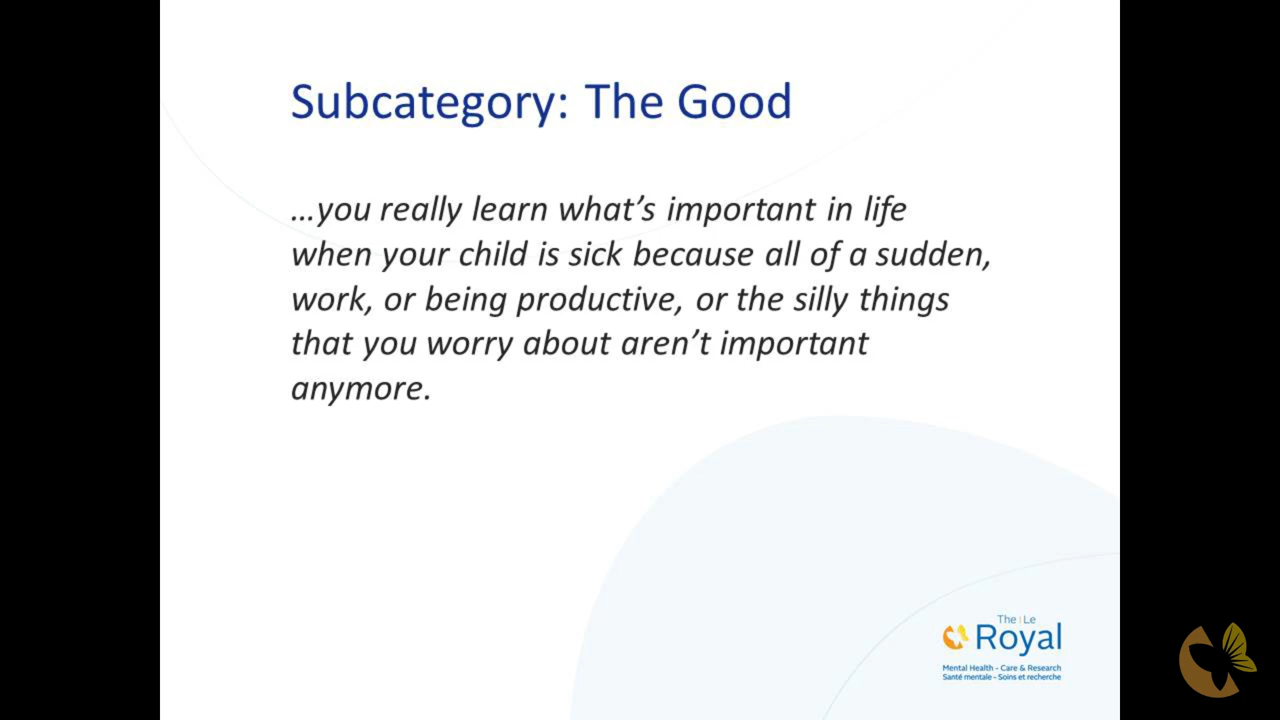 Subcategory: The Good
…you really learn what’s important in life
when your child is sick because all of a sudden,
work, or being productive, or the silly things
that you worry about aren’t important
anymore.
The | Le
Royal
Mental Health - Care & Research
Santé mentale - Soins et recherche